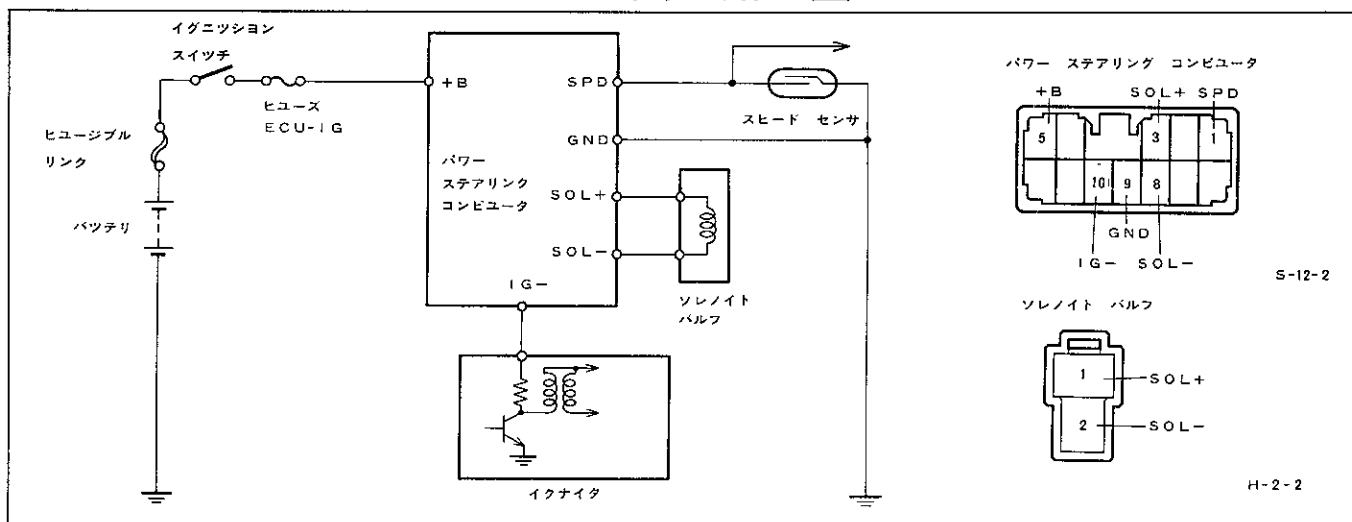 イグニッション
スイッチ
ヒューズ
ECU-IG
ヒュージブル
リンク
バッテリ
+B
SPD
GND
パワー
ステアリンク
コンピュータ
SOL+
SOL-
IG-
スピード センサ
ソレノイト
バルフ
イクナイタ
パワー ステアリング コンピュータ
+B SOL+ SPD
5 3 1
10 9 8
GND
IG- SOL-
S-12-2
ソレノイト バルフ
1 SOL+
2 SOL-
H-2-2